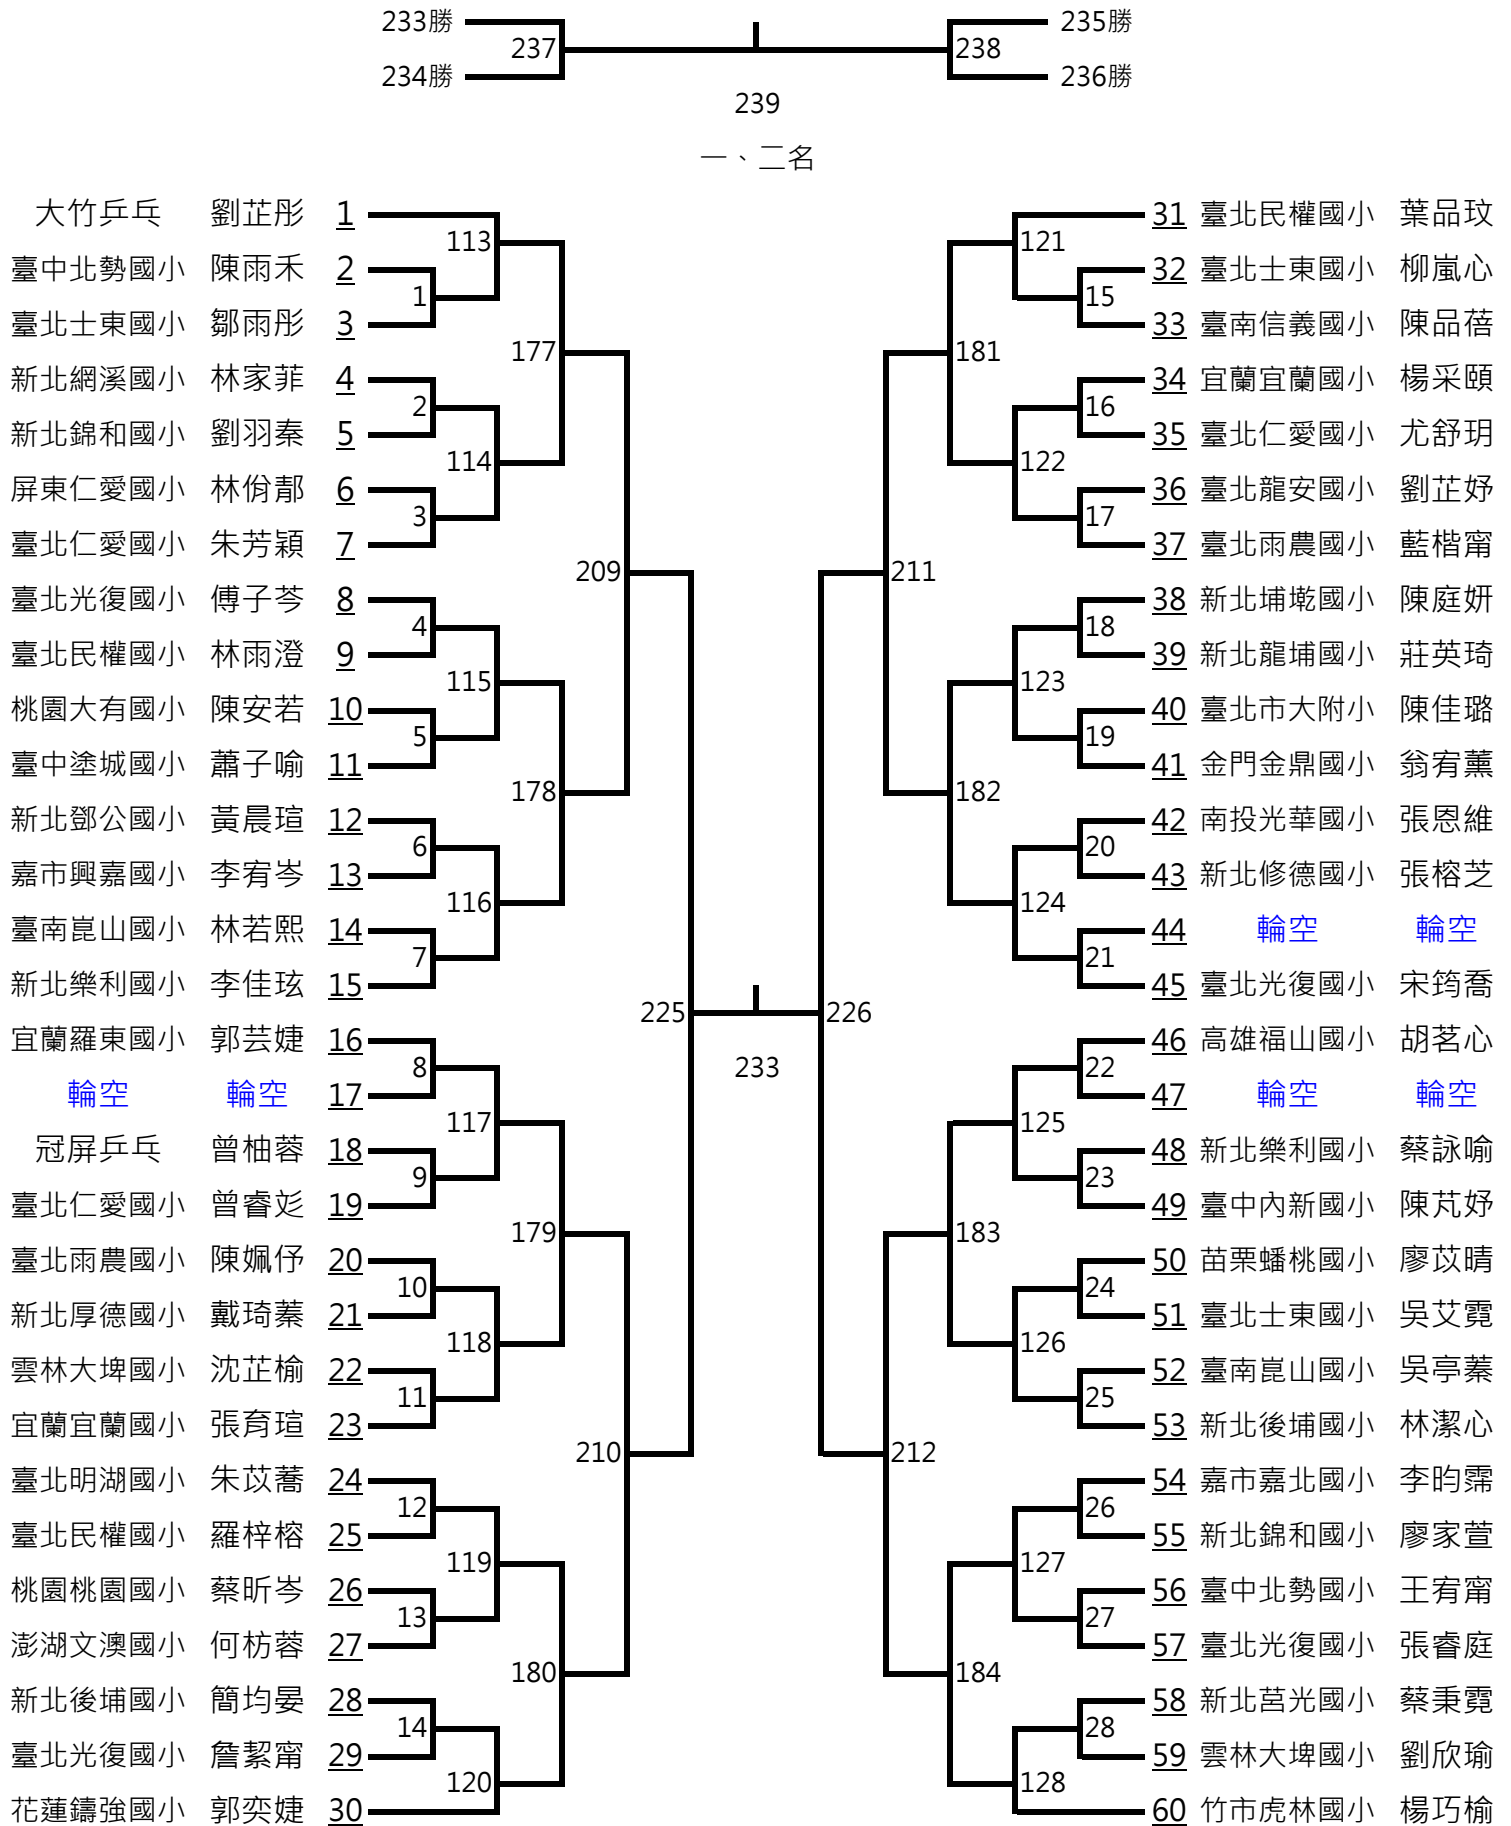 233勝 235勝
237 238
234勝 236勝
239
一、二名
大竹乒乓 劉芷彤 1 31 臺北民權國小 葉品玟
113 121
臺中北勢國小 陳雨禾 2 32 臺北士東國小 柳嵐心
1 15
臺北士東國小 鄒雨彤 3 33 臺南信義國小 陳品蓓
177 181
新北網溪國小 林家菲 4 34 宜蘭宜蘭國小 楊采頤
2 16
新北錦和國小 劉羽秦 5 35 臺北仁愛國小 尤舒玥
114 122
屏東仁愛國小 林俏郬 6 36 臺北龍安國小 劉芷妤
3 17
臺北仁愛國小 朱芳穎 7 37 臺北雨農國小 藍楷甯
209 211
臺北光復國小 傅子芩 8 38 新北埔墘國小 陳庭妍
4 18
臺北民權國小 林雨澄 9 39 新北龍埔國小 莊英琦
115 123
桃園大有國小 陳安若 10 40 臺北市大附小 陳佳璐
5 19
臺中塗城國小 蕭子喻 11 41 金門金鼎國小 翁宥薰
178 182
新北鄧公國小 黃晨瑄 12 42 南投光華國小 張恩維
6 20
嘉市興嘉國小 李宥岑 13 43 新北修德國小 張榕芝
116 124
臺南崑山國小 林若熙 14 44 輪空 輪空
7 21
新北樂利國小 李佳玹 15 45 臺北光復國小 宋筠喬
225 226
宜蘭羅東國小 郭芸婕 16 46 高雄福山國小 胡茗心
8 233 22
輪空 輪空 17 47 輪空 輪空
117 125
冠屏乒乓 曾柚蓉 18 48 新北樂利國小 蔡詠喻
9 23
臺北仁愛國小 曾睿彣 19 49 臺中內新國小 陳芃妤
179 183
臺北雨農國小 陳姵伃 20 50 苗栗蟠桃國小 廖苡晴
10 24
新北厚德國小 戴琦蓁 21 51 臺北士東國小 吳艾霓
118 126
雲林大埤國小 沈芷榆 22 52 臺南崑山國小 吳亭蓁
11 25
宜蘭宜蘭國小 張育瑄 23 53 新北後埔國小 林潔心
210 212
臺北明湖國小 朱苡蕎 24 54 嘉市嘉北國小 李昀霈
12 26
臺北民權國小 羅梓榕 25 55 新北錦和國小 廖家萱
119 127
桃園桃園國小 蔡昕岑 26 56 臺中北勢國小 王宥甯
13 27
澎湖文澳國小 何枋蓉 27 57 臺北光復國小 張睿庭
180 184
新北後埔國小 簡均晏 28 58 新北莒光國小 蔡秉霓
14 28
臺北光復國小 詹絜甯 29 59 雲林大埤國小 劉欣瑜
120 128
花蓮鑄強國小 郭奕婕 30 60 竹市虎林國小 楊巧榆